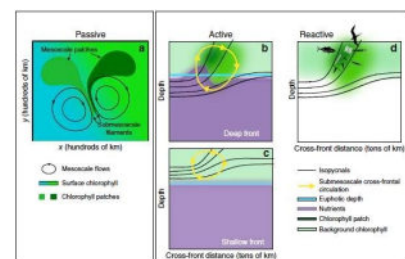 Passive
Active
Reactive
Mesoscale patches
a
b
d
y (hundreds of km)
Submesoscale
filaments
x (hundreds of km)
Depth
Deep front
Depth
Cross-front distance (tens of km)
c
Depth
Shallow front
Cross-front distance (tens of km)
Mesoscale flows
Surface chlorophyll
Chlorophyll patches
Isopycnals
Submesoscale cross-frontal
circulation
Euphotic depth
Nutrients
Chlorophyll patch
Background chlorophyll